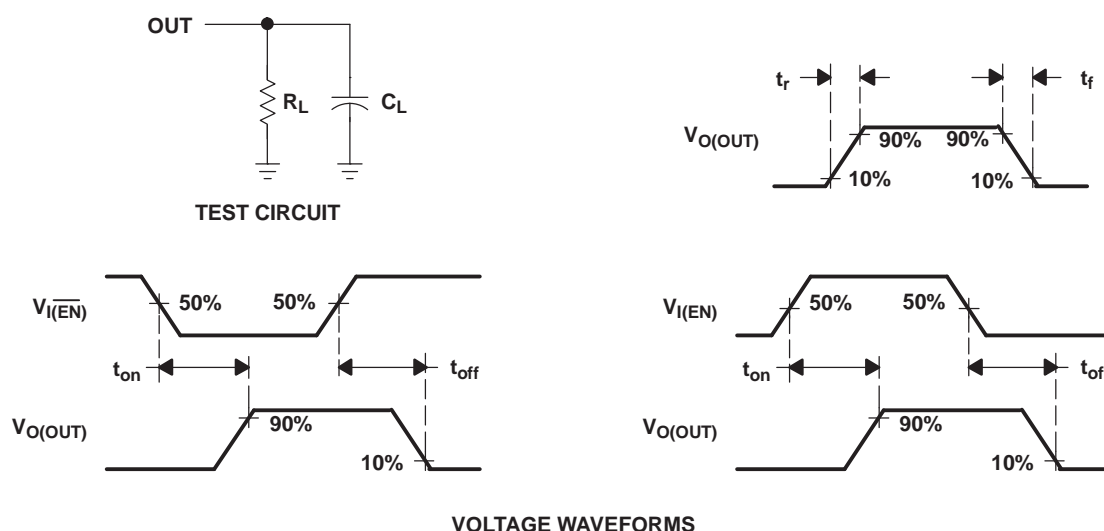 OUT
R_L C_L
TEST CIRCUIT
t_r t_f
V_O(OUT) 90% 90%
10% 10%
V_I(E̅N̅) 50% 50%
t_on t_off
V_O(OUT) 90%
10%
V_I(EN) 50% 50%
t_on t_of
V_O(OUT) 90%
10%
VOLTAGE WAVEFORMS